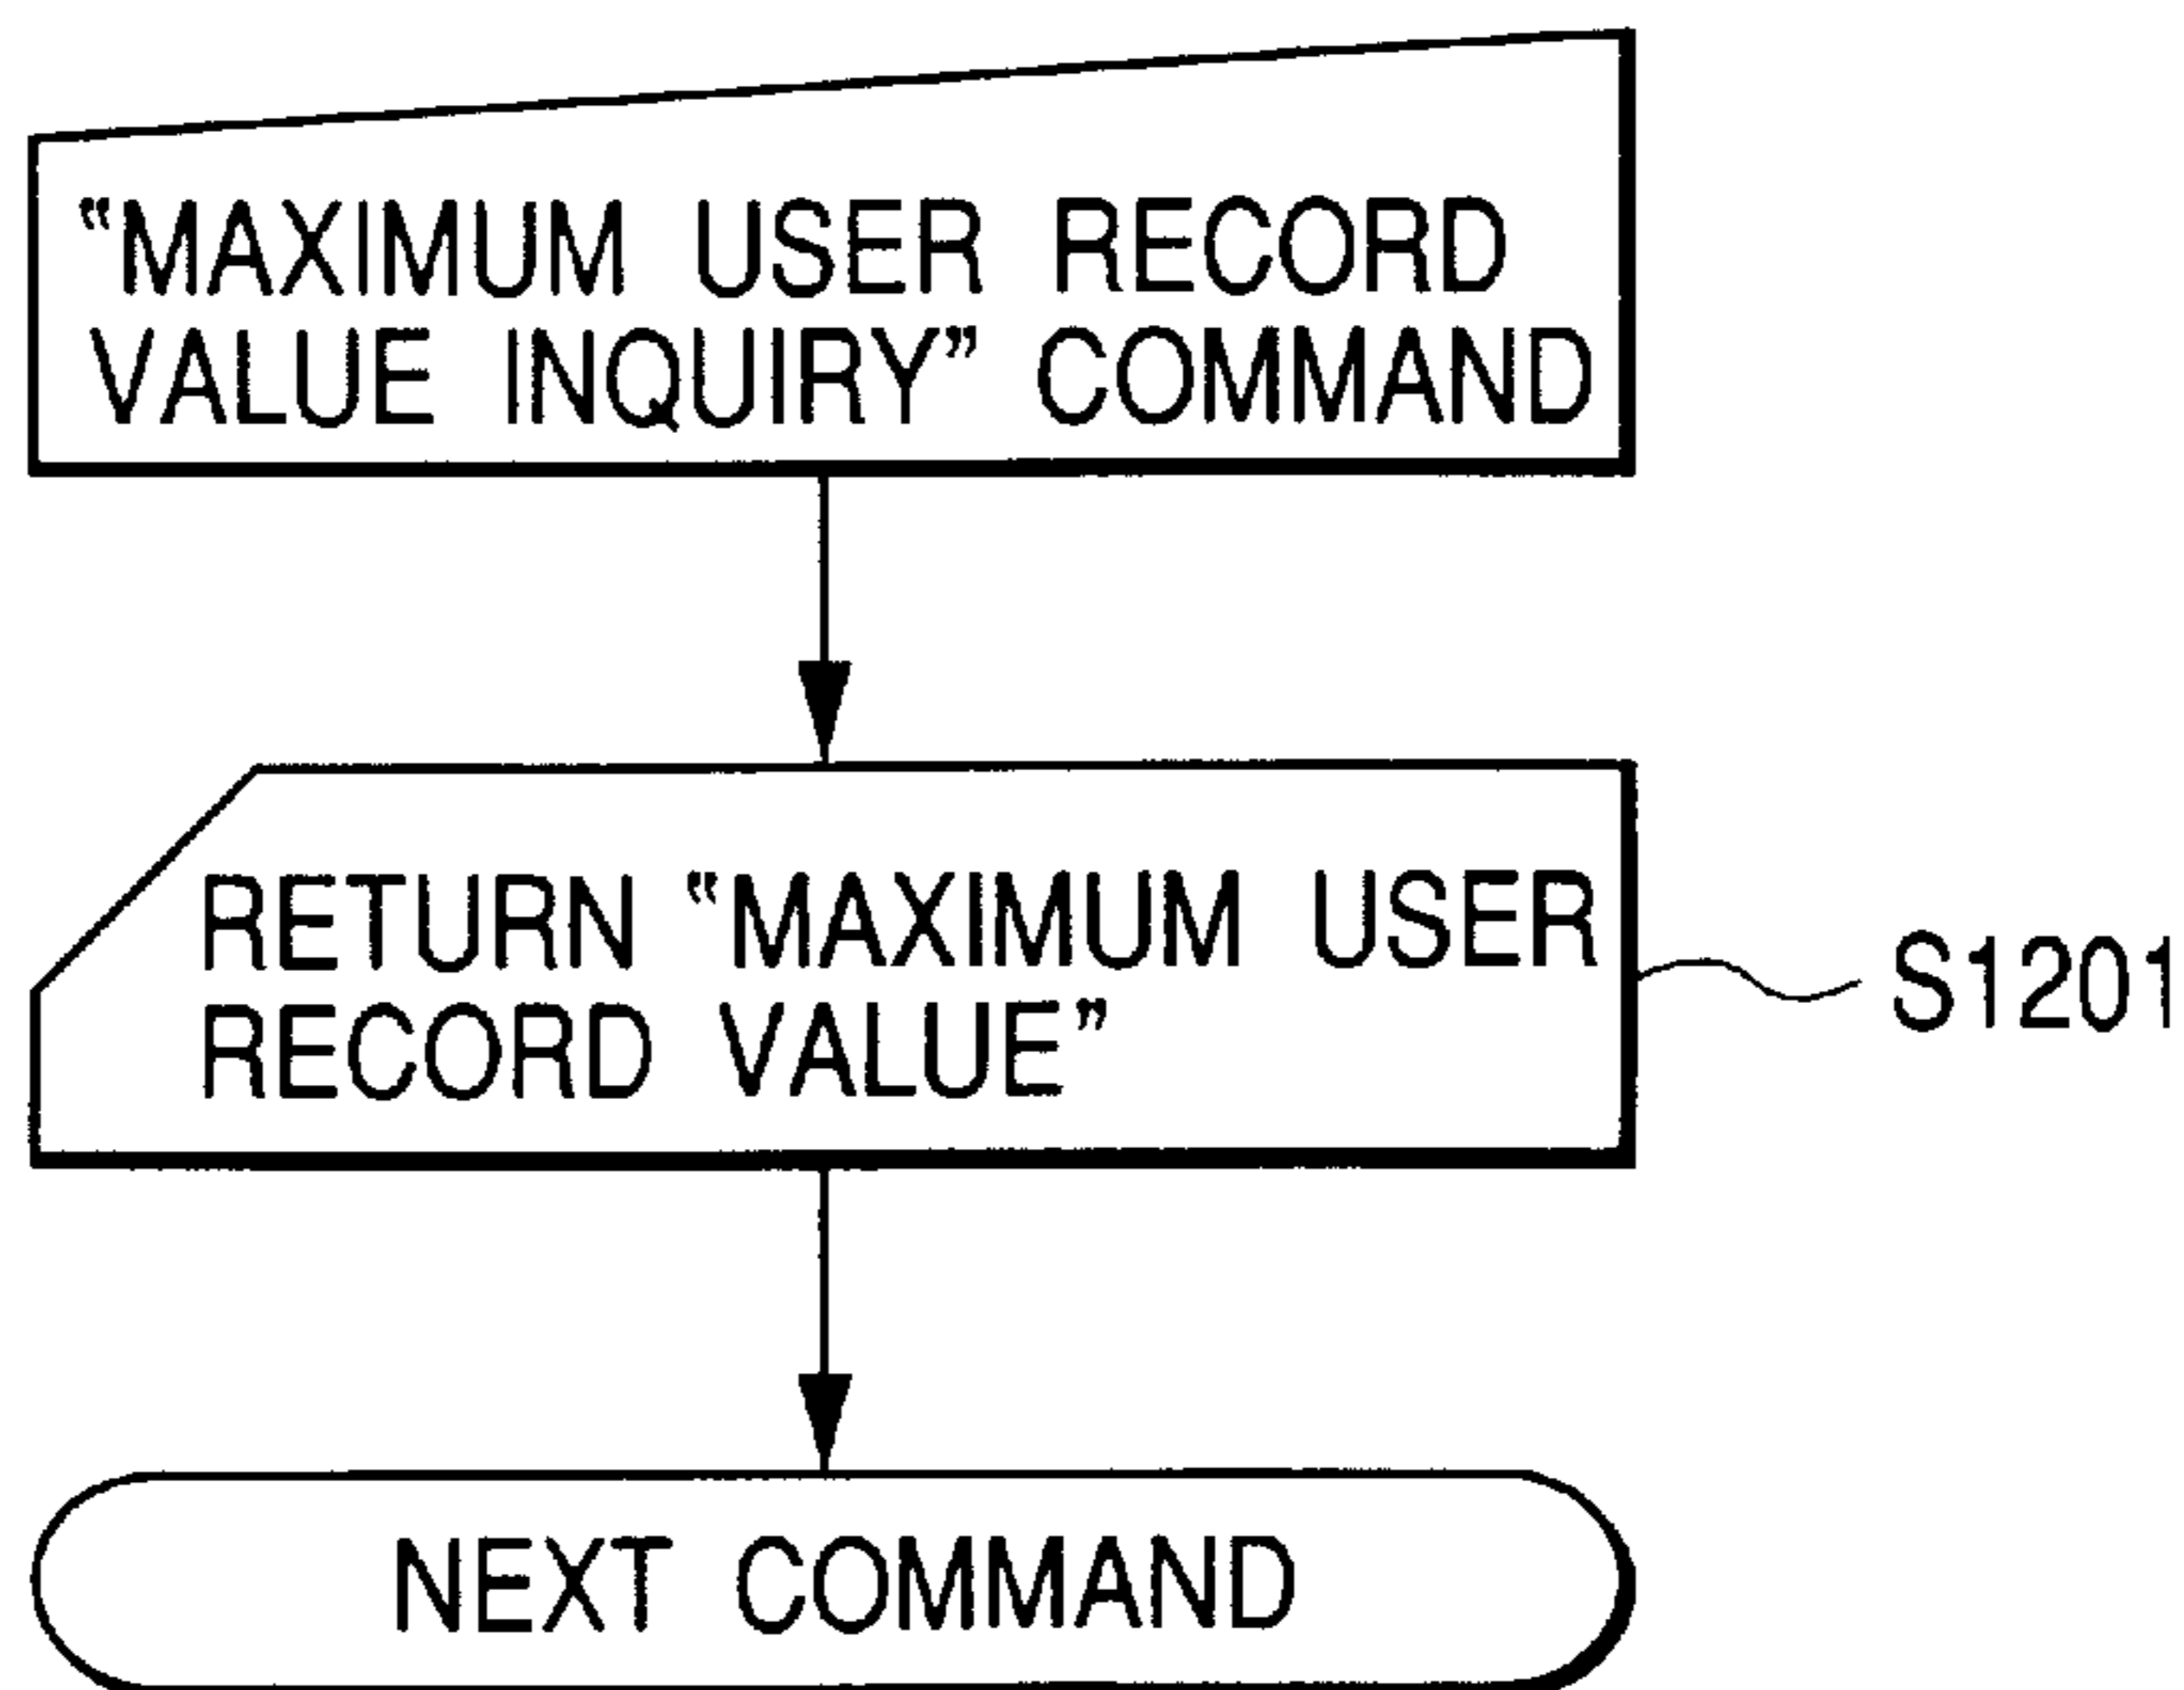 “MAXIMUM USER RECORD
VALUE INQUIRY” COMMAND
RETURN “MAXIMUM USER
RECORD VALUE”
S1201
NEXT COMMAND